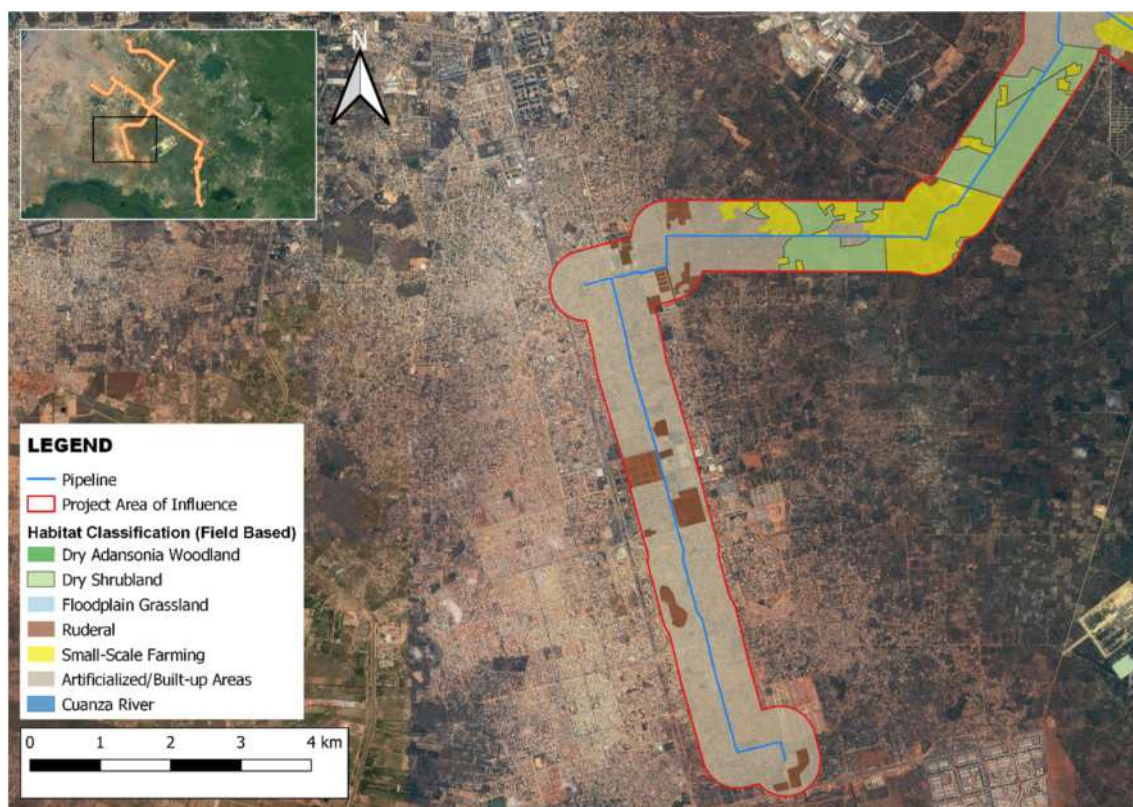 N
LEGEND
Pipeline
Project Area of Influence
Habitat Classification (Field Based)
Dry Adansonia Woodland
Dry Shrubland
Floodplain Grassland
Ruderal
Small-Scale Farming
Artificialized/Built-up Areas
Cuanza River
0 1 2 3 4 km